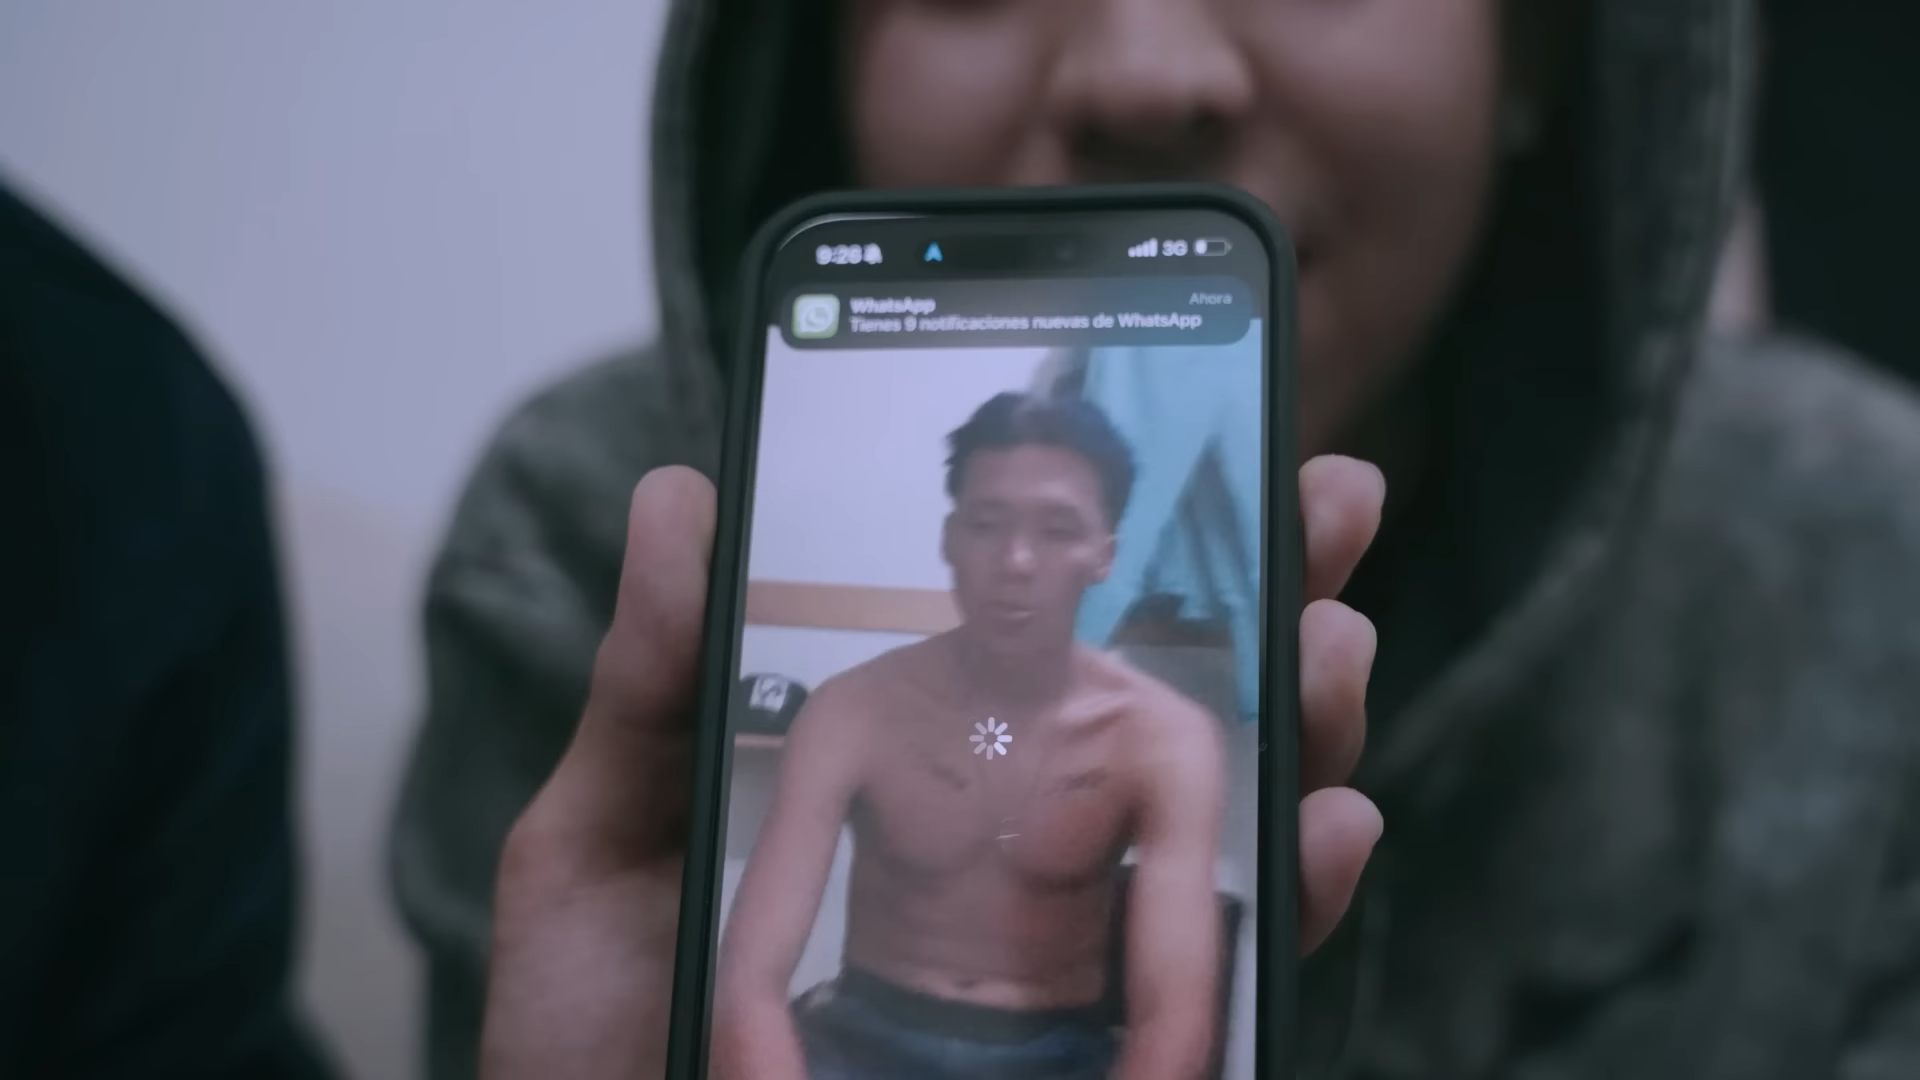 9:26
3G
WhatsApp
Ahora
Tienes 9 notificaciones nuevas de WhatsApp